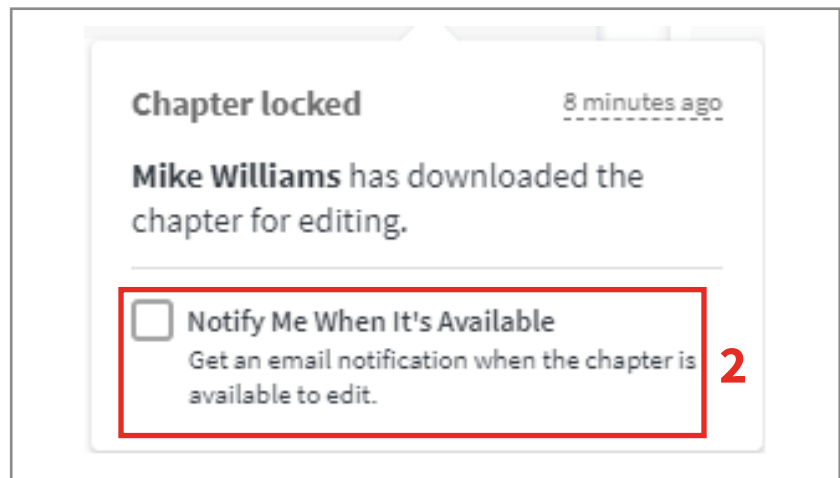 Chapter locked
8 minutes ago
Mike Williams has downloaded the
chapter for editing.
Notify Me When It's Available
Get an email notification when the chapter is
available to edit.
2